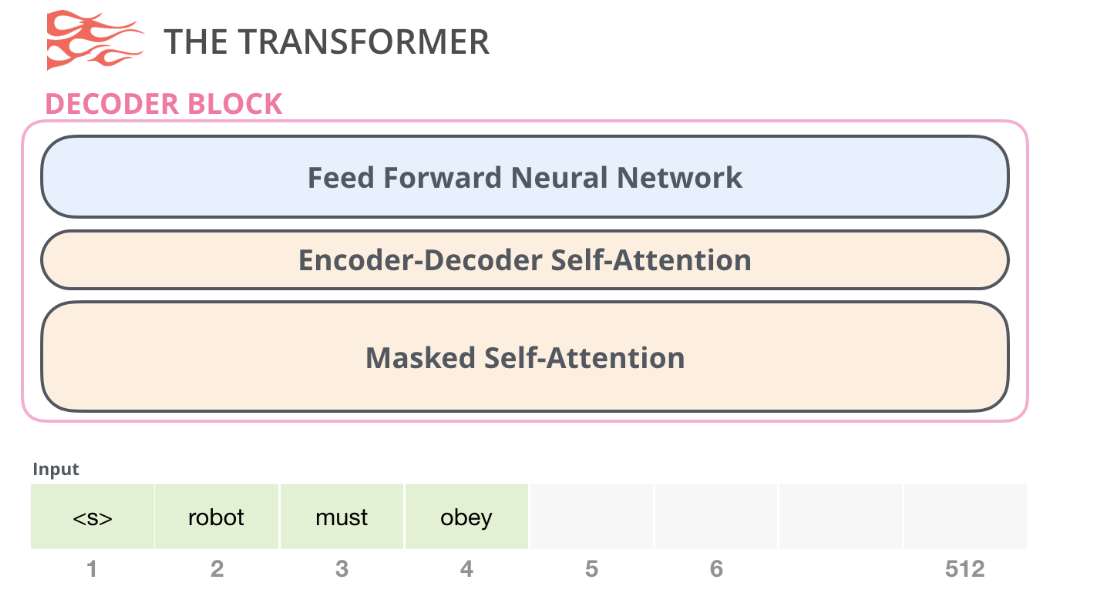 THE TRANSFORMER
DECODER BLOCK
Feed Forward Neural Network
Encoder-Decoder Self-Attention
Masked Self-Attention
Input
<s> robot must obey
1 2 3 4 5 6 512